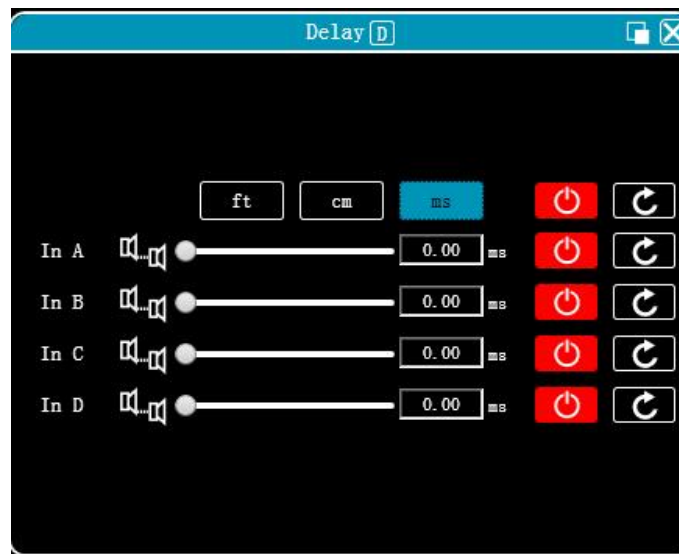 Delay D
ft cm ms
In A 0.00 ms
In B 0.00 ms
In C 0.00 ms
In D 0.00 ms